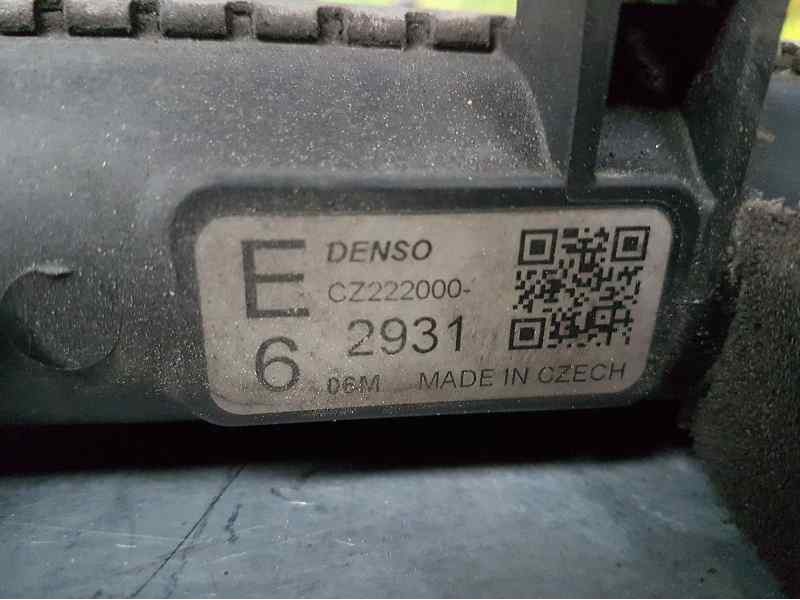 E
6
DENSO
CZ222000-
2931
06M MADE IN CZECH